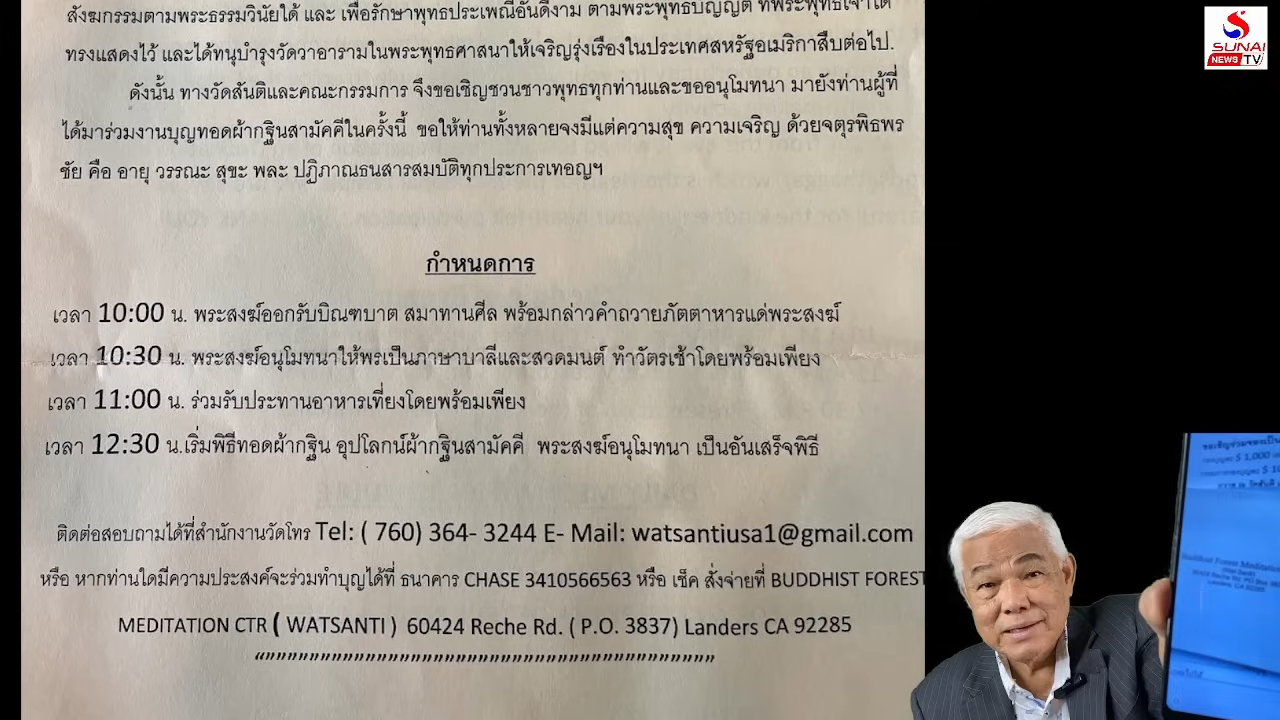 สังฆกรรมตามพระธรรมวินัยได้ และ เพื่อรักษาพุทธประเพณีอันดีงาม ตามพระพุทธบัญญัติ ที่พระพุทธเจ้าได้
ทรงแสดงไว้ และได้ทนุบำรุงวัดวาอารามในพระพุทธศาสนาให้เจริญรุ่งเรืองในประเทศสหรัฐอเมริกาสืบต่อไป.
ดังนั้น ทางวัดสันติและคณะกรรมการ จึงขอเชิญชวนชาวพุทธทุกท่านและขออนุโมทนา มายังท่านผู้ที่
ได้มาร่วมงานบุญทอดผ้ากฐินสามัคคีในครั้งนี้ ขอให้ท่านทั้งหลายจงมีแต่ความสุข ความเจริญ ด้วยจตุรพิธพร
ชัย คือ อายุ วรรณะ สุขะ พละ ปฏิภาณธนสารสมบัติทุกประการเทอญฯ
กำหนดการ
เวลา 10:00 น. พระสงฆ์ออกรับบิณฑบาต สมาทานศีล พร้อมกล่าวคำถวายภัตตาหารแด่พระสงฆ์
เวลา 10:30 น. พระสงฆ์อนุโมทนาให้พรเป็นภาษาบาลีและสวดมนต์ ทำวัตรเช้าโดยพร้อมเพียง
เวลา 11:00 น. ร่วมรับประทานอาหารเที่ยงโดยพร้อมเพียง
เวลา 12:30 น.เริ่มพิธีทอดผ้ากฐิน อุปโลกน์ผ้ากฐินสามัคคี พระสงฆ์อนุโมทนา เป็นอันเสร็จพิธี
ติดต่อสอบถามได้ที่สำนักงานวัดโทร Tel: ( 760) 364- 3244 E- Mail: watsantiusa1@gmail.com
หรือ หากท่านใดมีความประสงค์จะร่วมทำบุญได้ที่ ธนาคาร CHASE 3410566563 หรือ เช็ค สั่งจ่ายที่ BUDDHIST FOREST
MEDITATION CTR ( WATSANTI ) 60424 Reche Rd. ( P.O. 3837) Landers CA 92285
SUNAI
NEWS TV
$ 1,000
Buddhist Forest Meditation
Landers, CA 92285